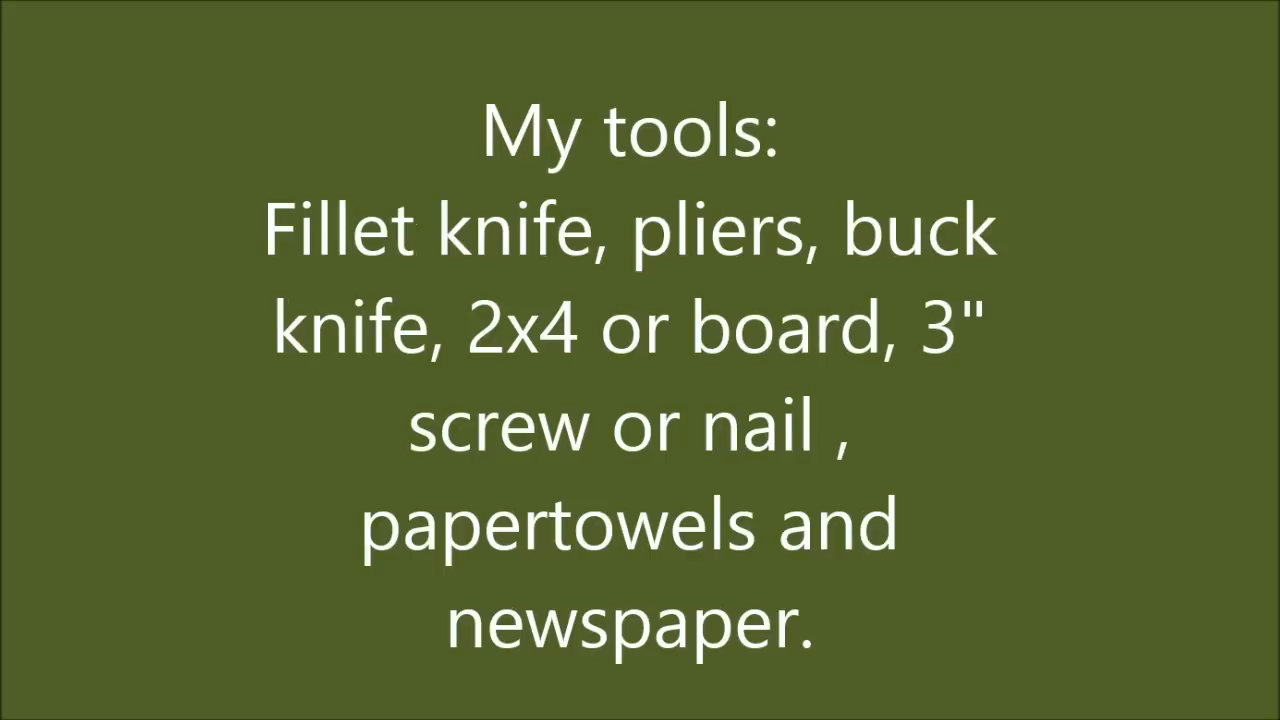 My tools:
Fillet knife, pliers, buck
knife, 2x4 or board, 3"
screw or nail ,
papertowels and
newspaper.